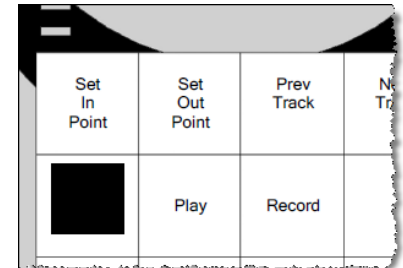 Set
In
Point
Set
Out
Point
Prev
Track
Play
Record